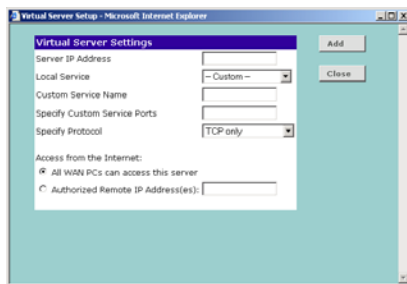 Virtual Server Setup - Microsoft Internet Explorer
Virtual Server Settings
Add
Server IP Address
Local Service
-- Custom --
Close
Custom Service Name
Specify Custom Service Ports
Specify Protocol
TCP only
Access from the Internet:
All WAN PCs can access this server
Authorized Remote IP Address(es):